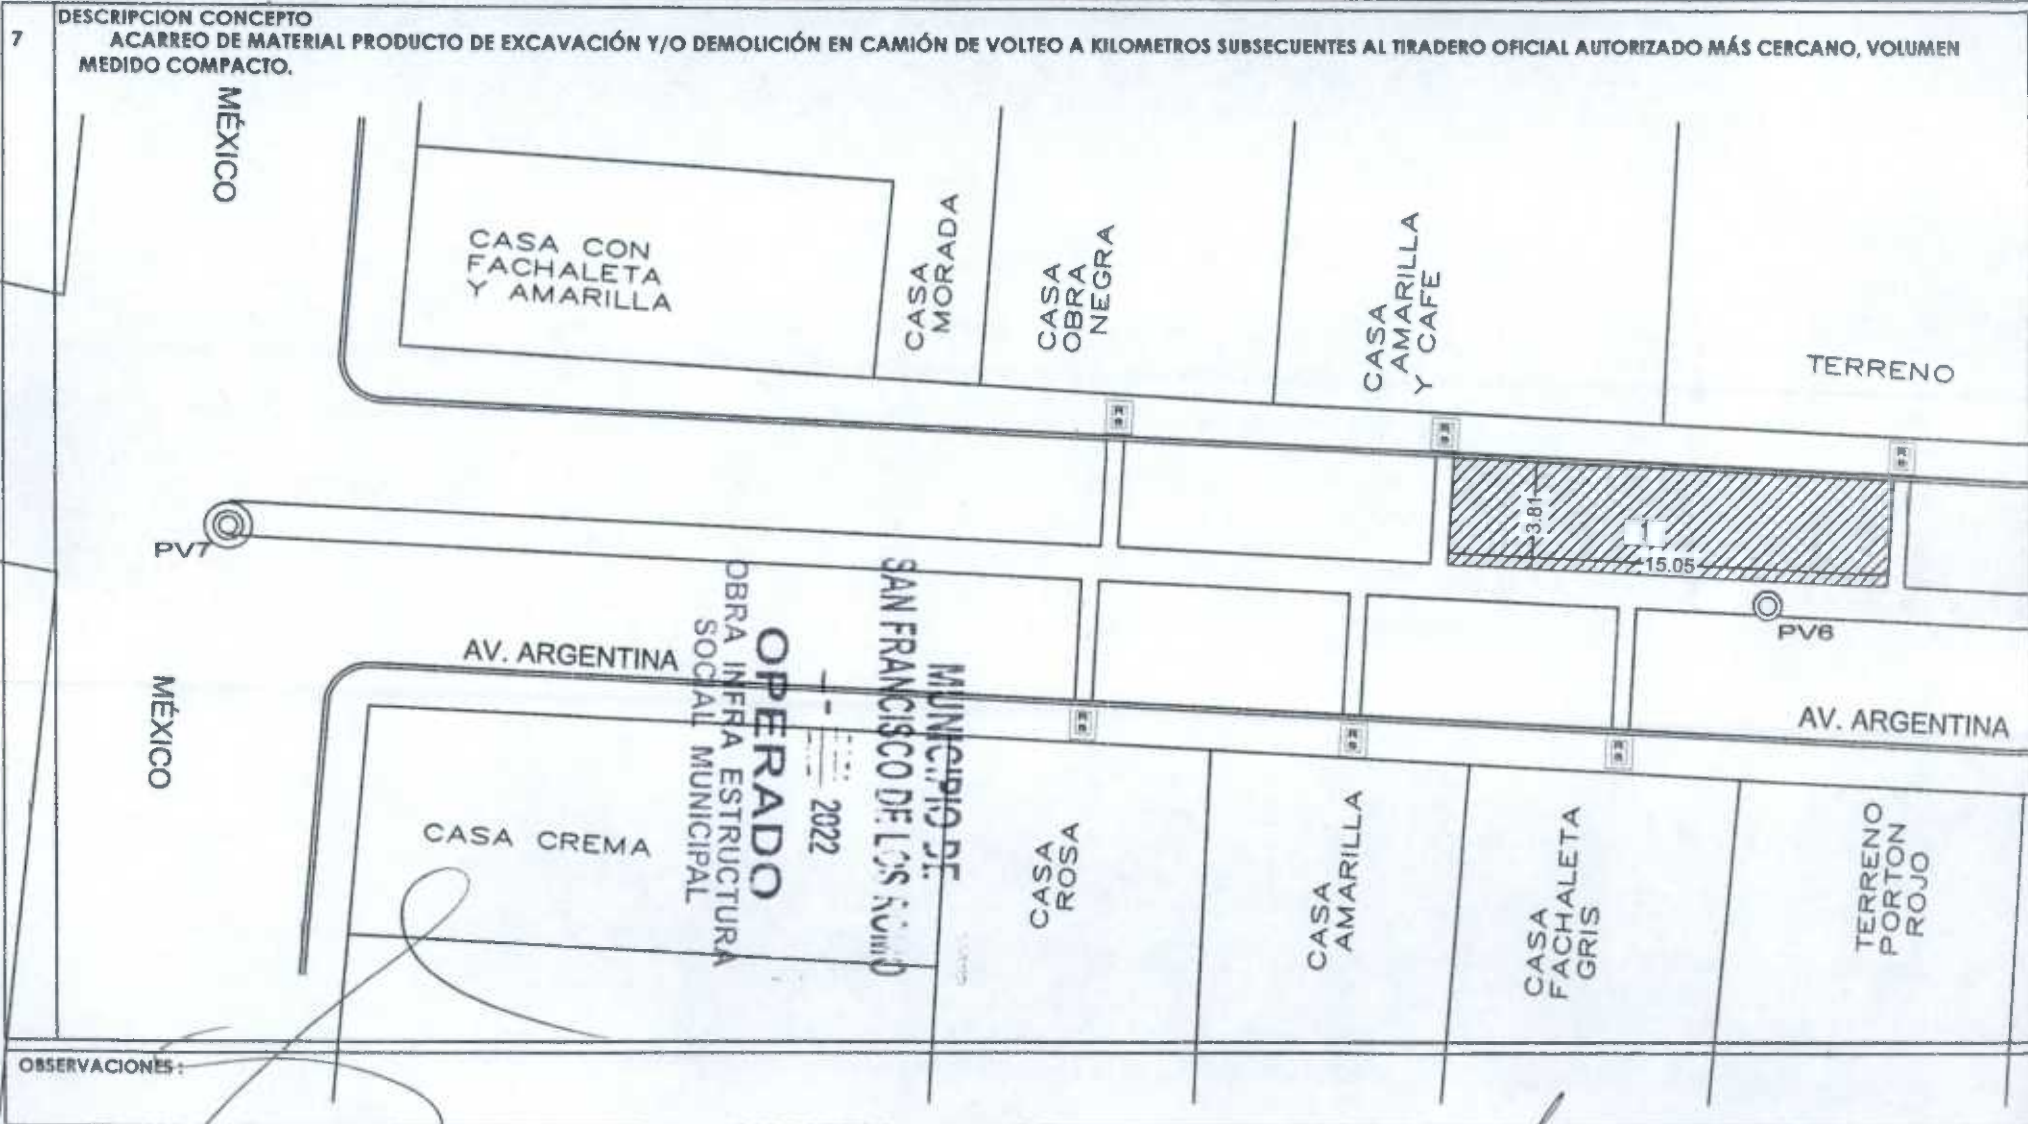 DESCRIPCION CONCEPTO
7 ACARREO DE MATERIAL PRODUCTO DE EXCAVACIÓN Y/O DEMOLICIÓN EN CAMIÓN DE VOLTEO A KILOMETROS SUBSECUENTES AL TIRADERO OFICIAL AUTORIZADO MÁS CERCANO, VOLUMEN
MEDIDO COMPACTO.
MÉXICO
CASA CON
FACHALETA
Y AMARILLA
CASA
MORADA
CASA
OBRA
NEGRA
CASA
AMARILLA
Y CAFE
TERRENO
3.81
1
15.05
PV7
PV6
AV. ARGENTINA
AV. ARGENTINA
MÉXICO
MUNICIPIO DE
SAN FRANCISCO DE LOS ROMO
2022
OPERADO
OBRA INFRA ESTRUCTURA
SOCIAL MUNICIPAL
CASA CREMA
CASA
ROSA
CASA
AMARILLA
CASA
FACHALETA
GRIS
TERRENO
PORTON
ROJO
OBSERVACIONES: